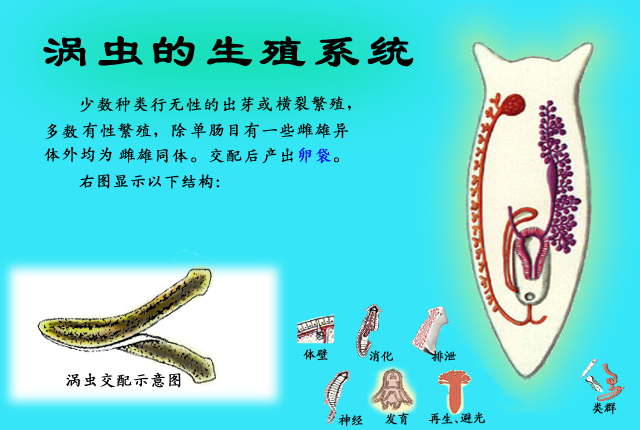 涡虫的生殖系统
少数种类行无性的出芽或横裂繁殖，
多数有性繁殖，除单肠目有一些雌雄异
体外均为雌雄同体。交配后产出卵袋。
右图显示以下结构：
涡虫交配示意图
体壁
消化
排泄
神经
发育
再生、避光
类群